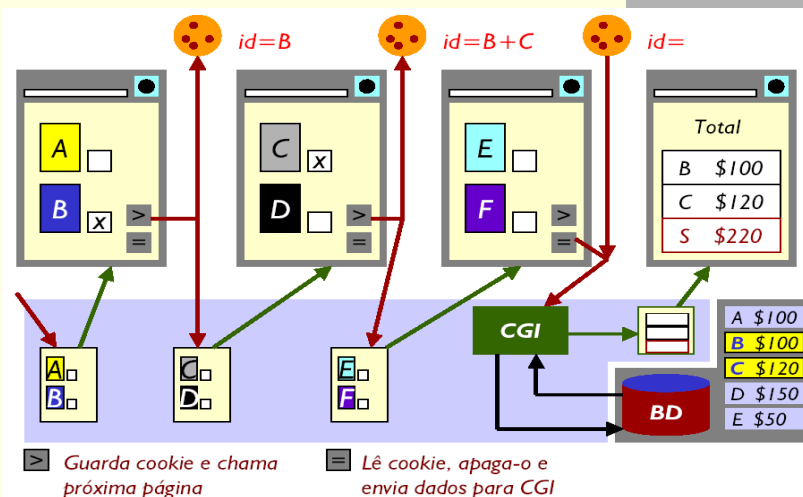 id=B
id=B+C
id=
A
B
x
>
=
C
x
D
>
=
E
F
>
=
Total
B $100
C $120
S $220
A
B
C
D
E
F
CGI
BD
A $100
B $100
C $120
D $150
E $50
> Guarda cookie e chama
próxima página
= Lê cookie, apaga-o e
envia dados para CGI